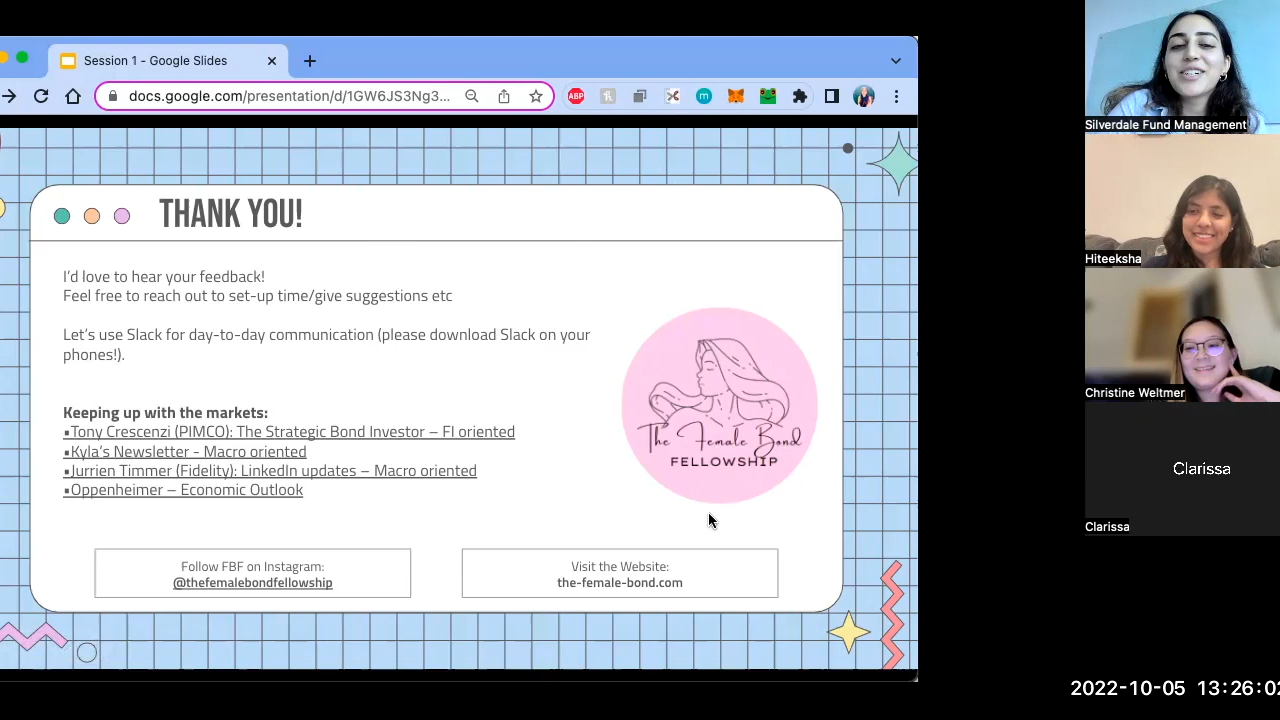 Session 1 - Google Slides
docs.google.com/presentation/d/1GW6JS3Ng3...
ABP
THANK YOU!
I'd love to hear your feedback!
Feel free to reach out to set-up time/give suggestions etc
Let's use Slack for day-to-day communication (please download Slack on your
phones!).
Keeping up with the markets:
▪Tony Crescenzi (PIMCO): The Strategic Bond Investor – FI oriented
▪Kyla's Newsletter - Macro oriented
▪Jurrien Timmer (Fidelity): LinkedIn updates – Macro oriented
▪Oppenheimer – Economic Outlook
The Female Bond
FELLOWSHIP
Follow FBF on Instagram:
@thefemalebondfellowship
Visit the Website:
the-female-bond.com
Silverdale Fund Management
Hiteeksha
Christine Weltmer
Clarissa
Clarissa
2022-10-05 13:26:02